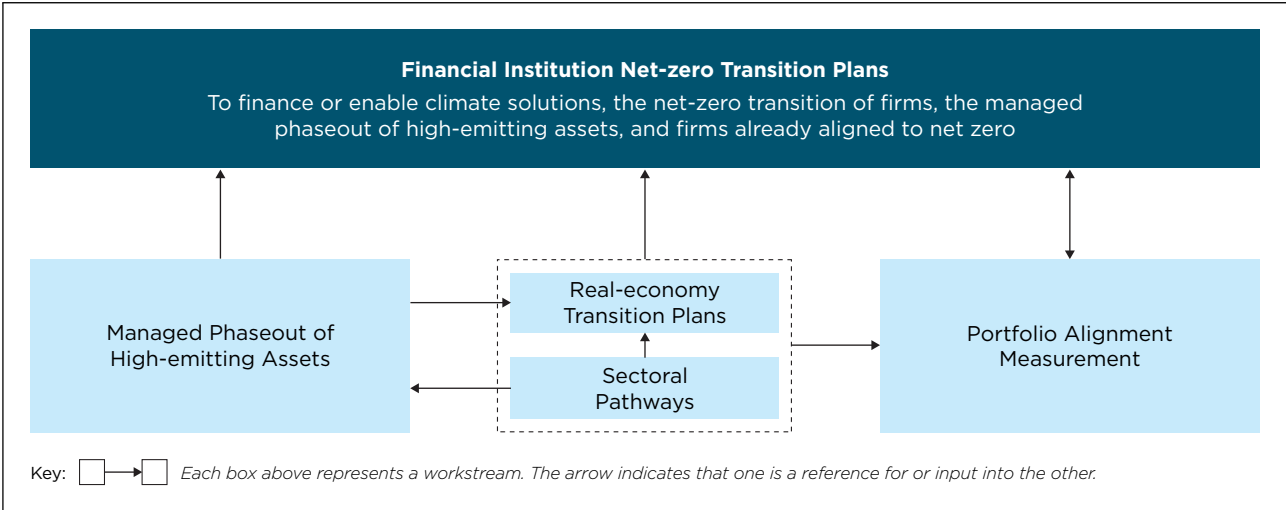 Financial Institution Net-zero Transition Plans
To finance or enable climate solutions, the net-zero transition of firms, the managed
phaseout of high-emitting assets, and firms already aligned to net zero
Managed Phaseout of
High-emitting Assets
Real-economy
Transition Plans
Sectoral
Pathways
Portfolio Alignment
Measurement
Key: Each box above represents a workstream. The arrow indicates that one is a reference for or input into the other.